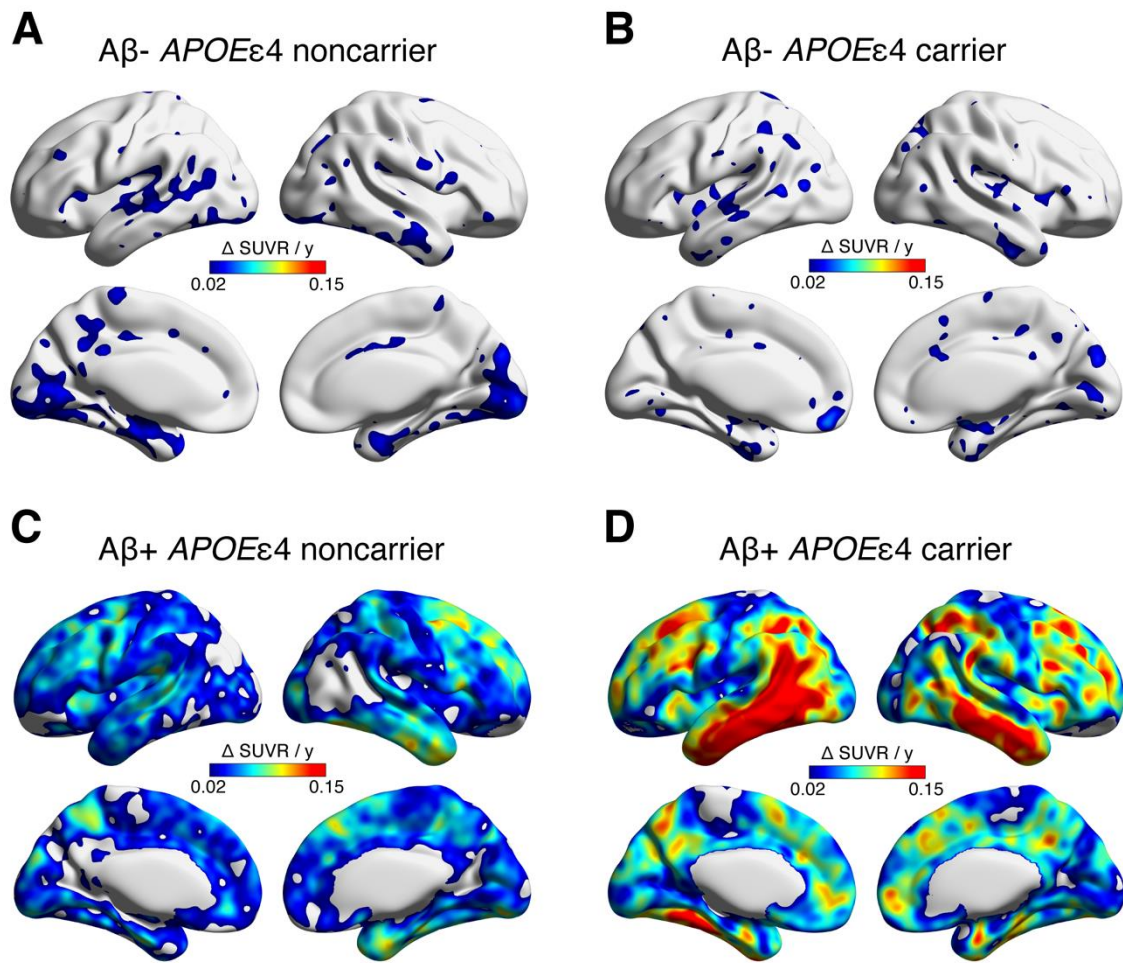 A
Aβ- APOEε4 noncarrier
Δ SUVR / y
0.02 0.15
B
Aβ- APOEε4 carrier
Δ SUVR / y
0.02 0.15
C
Aβ+ APOEε4 noncarrier
Δ SUVR / y
0.02 0.15
D
Aβ+ APOEε4 carrier
Δ SUVR / y
0.02 0.15